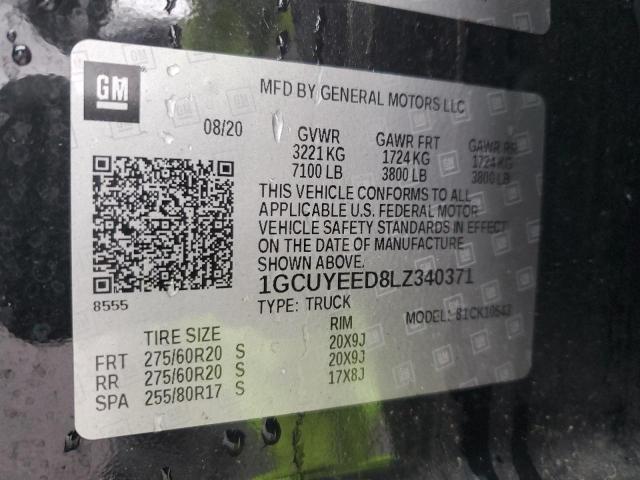 GM
MFD BY GENERAL MOTORS LLC
08/20
GVWR GAWR FRT GAWR RR
3221 KG 1724 KG 1724 KG
7100 LB 3800 LB 3800 LB
THIS VEHICLE CONFORMS TO ALL
APPLICABLE U.S. FEDERAL MOTOR
VEHICLE SAFETY STANDARDS IN EFFECT
ON THE DATE OF MANUFACTURE
SHOWN ABOVE.
1GCUYEED8LZ340371
8555
TYPE: TRUCK MODEL:
TIRE SIZE RIM
FRT 275/60R20 S 20X9J
RR 275/60R20 S 20X9J
SPA 255/80R17 S 17X8J